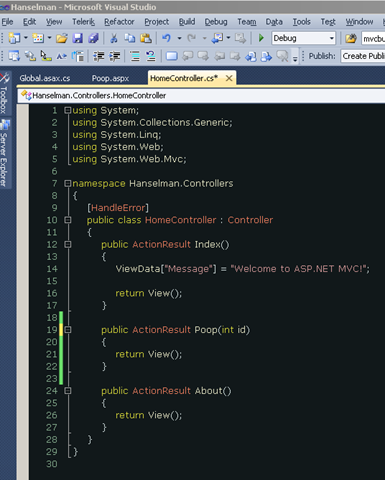 Hanselman - Microsoft Visual Studio
File Edit View Telerik Refactor Project Build Debug Team Data Tools Test Window
Debug mvcbu
Publish: Create Publi
Global.asax.cs Poop.aspx HomeController.cs*
Hanselman.Controllers.HomeController
Toolbox
Server Explorer
1 using System;
2 using System.Collections.Generic;
3 using System.Linq;
4 using System.Web;
5 using System.Web.Mvc;
6
7 namespace Hanselman.Controllers
8 {
9 [HandleError]
10 public class HomeController : Controller
11 {
12 public ActionResult Index()
13 {
14 ViewData["Message"] = "Welcome to ASP.NET MVC!";
15
16 return View();
17 }
18
19 public ActionResult Poop(int id)
20 {
21 return View();
22 }
23
24 public ActionResult About()
25 {
26 return View();
27 }
28 }
29 }
30